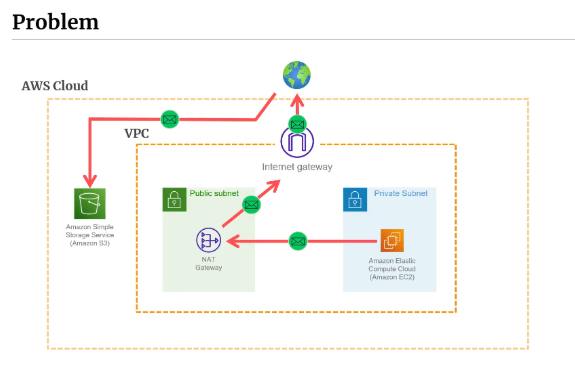 Problem
AWS Cloud
VPC
Internet gateway
Public subnet
Private Subnet
Amazon Simple
Storage Service
(Amazon S3)
NAT
Gateway
Amazon Elastic
Compute Cloud
(Amazon EC2)